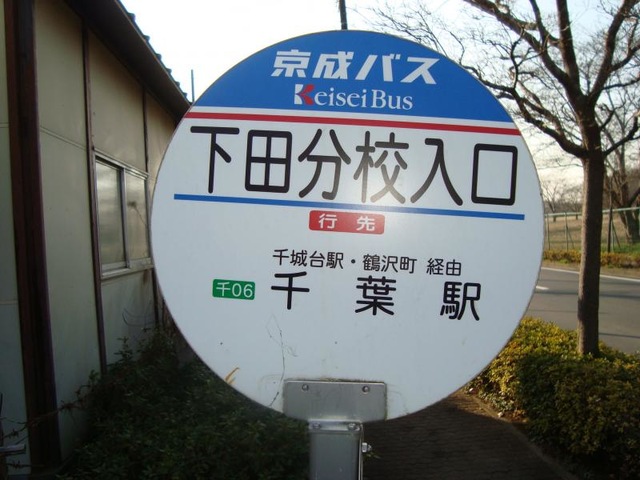 京成バス
KeiseiBus
下田分校入口
行先
千城台駅・鶴沢町 経由
千06 千葉駅